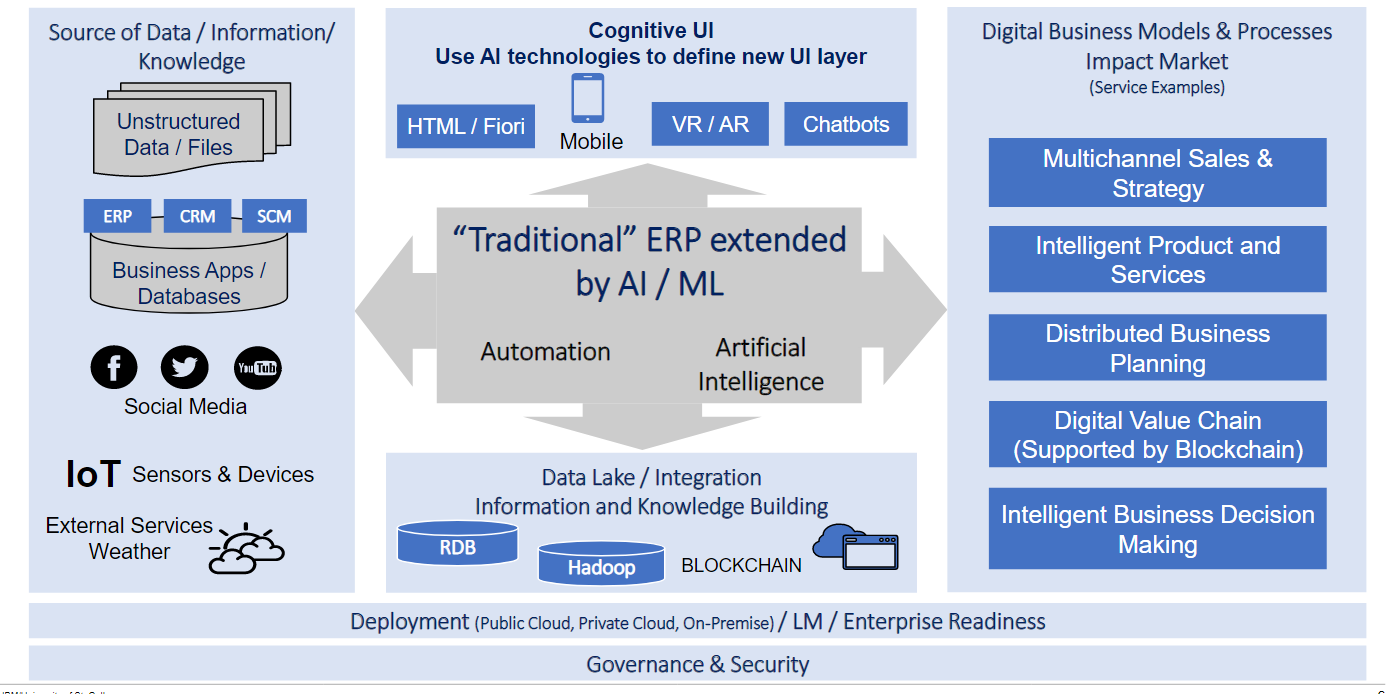 Source of Data / Information/
Knowledge
Unstructured
Data / Files
ERP
CRM
SCM
Business Apps /
Databases
f
YouTube
Social Media
IoT Sensors & Devices
External Services
Weather
Cognitive UI
Use AI technologies to define new UI layer
HTML / Fiori
Mobile
VR / AR
Chatbots
“Traditional” ERP extended
by AI / ML
Automation
Artificial
Intelligence
Data Lake / Integration
Information and Knowledge Building
RDB
Hadoop
BLOCKCHAIN
Digital Business Models & Processes
Impact Market
(Service Examples)
Multichannel Sales &
Strategy
Intelligent Product and
Services
Distributed Business
Planning
Digital Value Chain
(Supported by Blockchain)
Intelligent Business Decision
Making
Deployment (Public Cloud, Private Cloud, On-Premise) / LM / Enterprise Readiness
Governance & Security